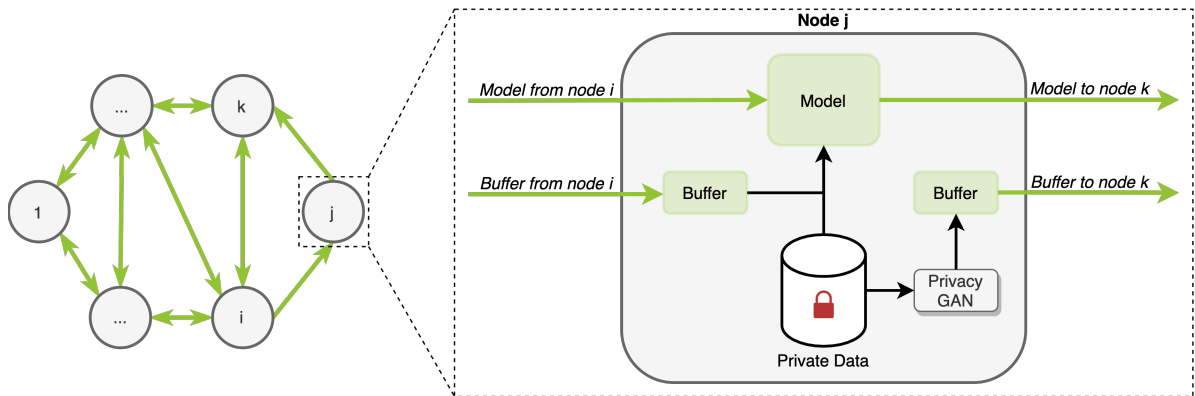 Node j
...
k
1
j
...
i
Model from node i
Model
Model to node k
Buffer from node i
Buffer
Buffer
Buffer to node k
Privacy
GAN
Private Data